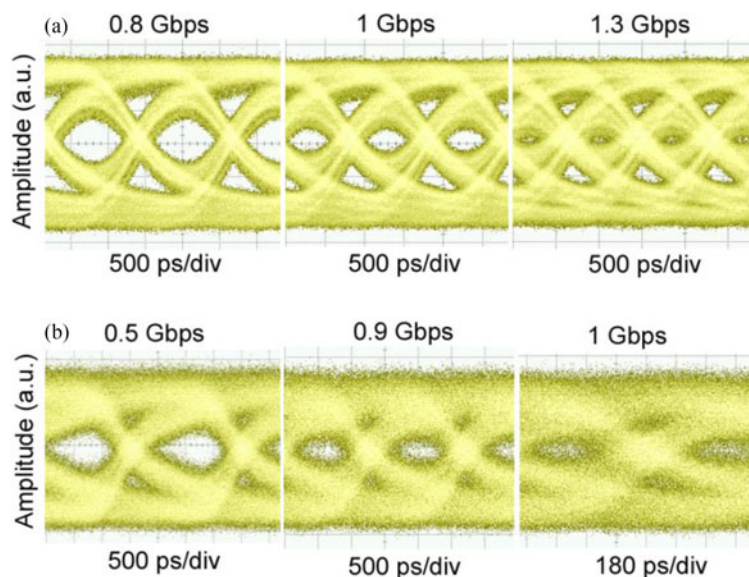 (a) 0.8 Gbps 1 Gbps 1.3 Gbps
Amplitude (a.u.)
500 ps/div 500 ps/div 500 ps/div
(b) 0.5 Gbps 0.9 Gbps 1 Gbps
Amplitude (a.u.)
500 ps/div 500 ps/div 180 ps/div